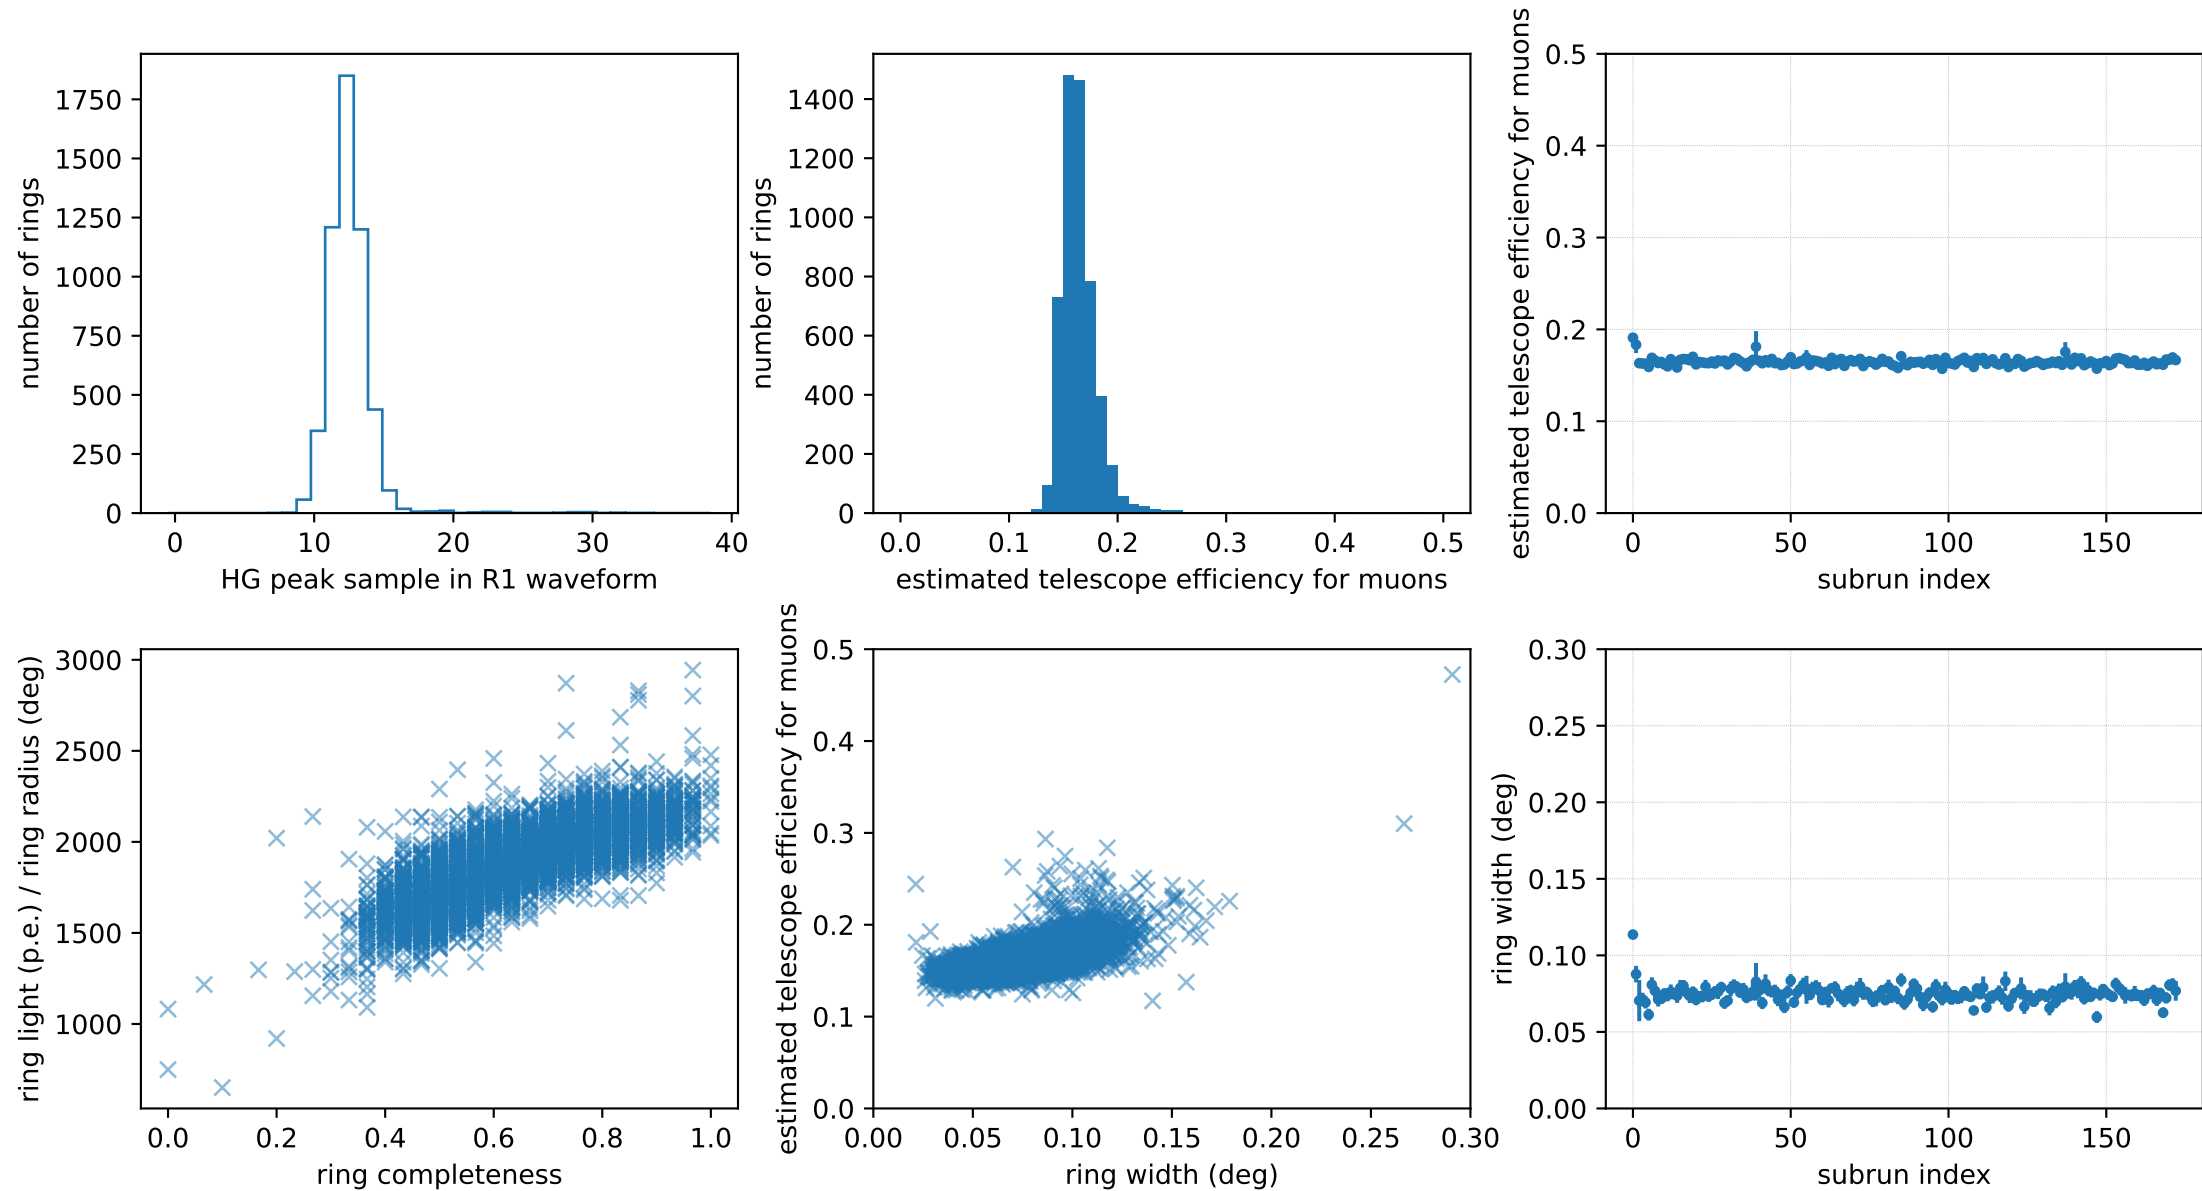 number of rings
1750
1500
1250
1000
750
500
250
0
0 10 20 30 40
HG peak sample in R1 waveform
number of rings
1400
1200
1000
800
600
400
200
0
0.0 0.1 0.2 0.3 0.4 0.5
estimated telescope efficiency for muons
estimated telescope efficiency for muons
0.5
0.4
0.3
0.2
0.1
0.0
0 50 100 150
subrun index
ring light (p.e.) / ring radius (deg)
3000
2500
2000
1500
1000
0.0 0.2 0.4 0.6 0.8 1.0
ring completeness
estimated telescope efficiency for muons
0.5
0.4
0.3
0.2
0.1
0.0
0.00 0.05 0.10 0.15 0.20 0.25 0.30
ring width (deg)
ring width (deg)
0.30
0.25
0.20
0.15
0.10
0.05
0.00
0 50 100 150
subrun index